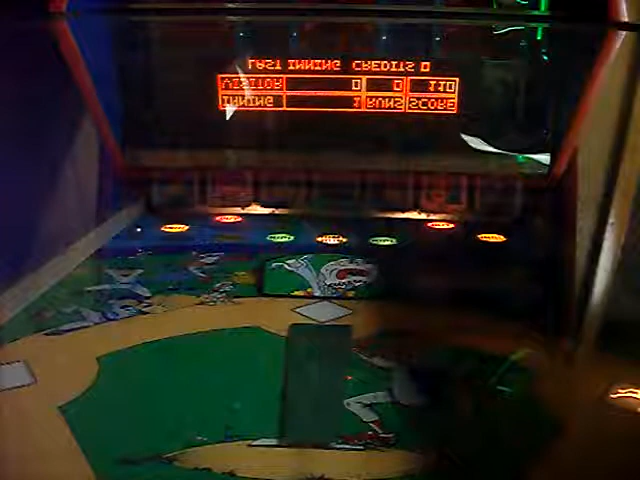 INNING 1 RUNS SCORE
VISITOR 0 0 110
LAST INNING CREDITS 0